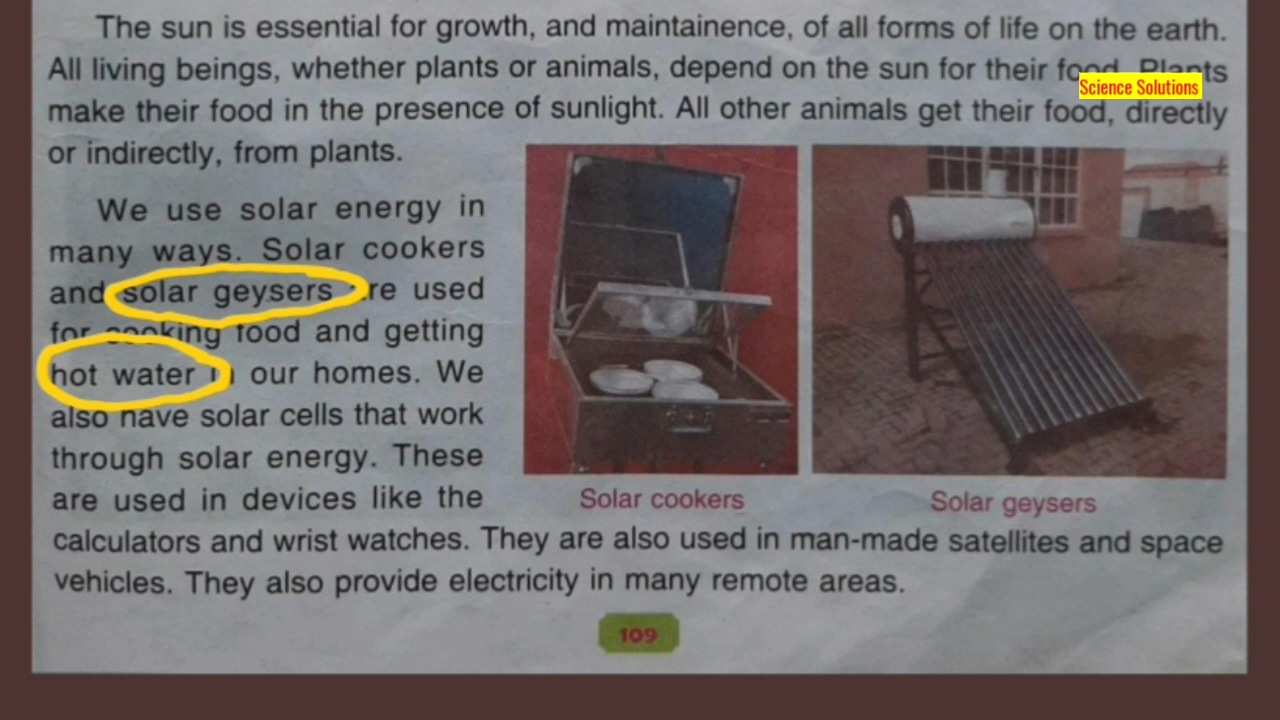 The sun is essential for growth, and maintainence, of all forms of life on the earth.
All living beings, whether plants or animals, depend on the sun for their food. Plants
Science Solutions
make their food in the presence of sunlight. All other animals get their food, directly
or indirectly, from plants.
We use solar energy in
many ways. Solar cookers
and solar geysers are used
for cooking food and getting
hot water in our homes. We
also have solar cells that work
through solar energy. These
are used in devices like the
Solar cookers
Solar geysers
calculators and wrist watches. They are also used in man-made satellites and space
vehicles. They also provide electricity in many remote areas.
109